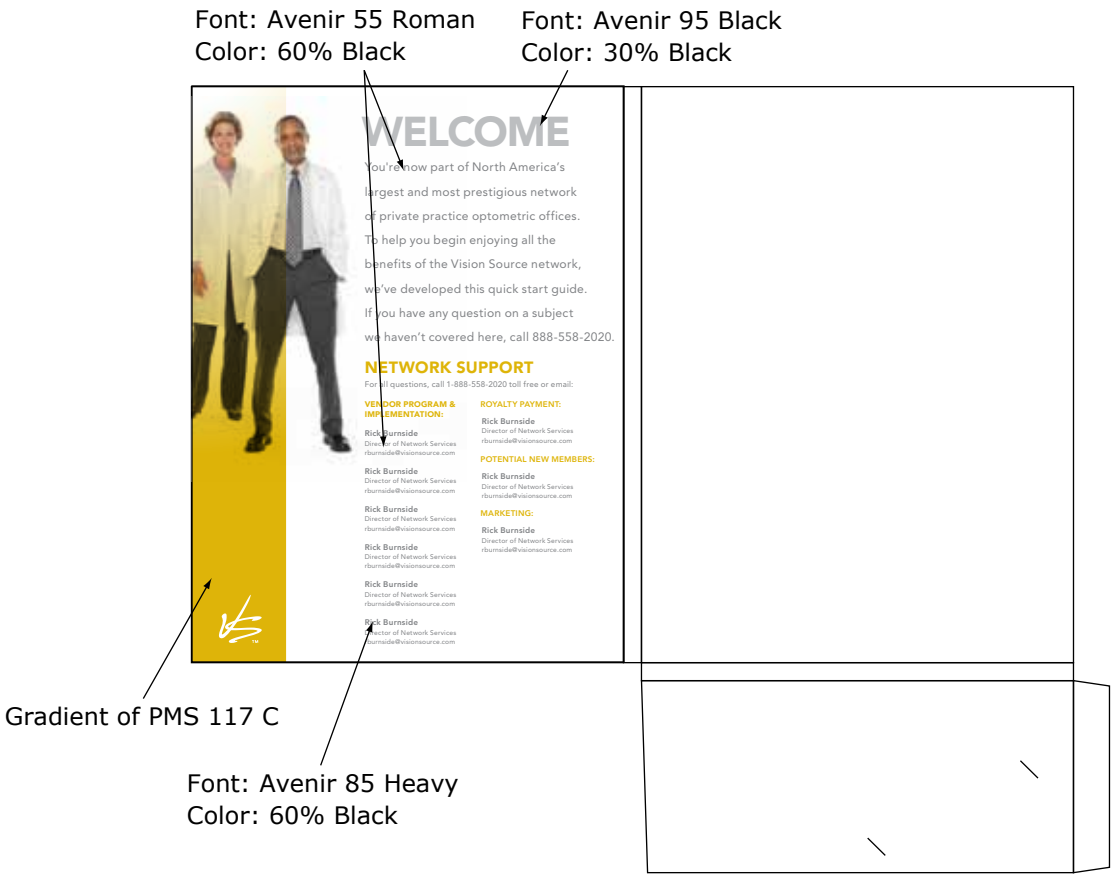 Font: Avenir 55 Roman
Color: 60% Black
Font: Avenir 95 Black
Color: 30% Black
WELCOME
You're now part of North America's
largest and most prestigious network
of private practice optometric offices.
To help you begin enjoying all the
benefits of the Vision Source network,
we've developed this quick start guide.
If you have any question on a subject
we haven't covered here, call 888-558-2020.
NETWORK SUPPORT
For all questions, call 1-888-558-2020 toll free or email:
VENDOR PROGRAM &
IMPLEMENTATION:
Rick Burnside
Director of Network Services
rburnside@visionsource.com
Rick Burnside
Director of Network Services
rburnside@visionsource.com
Rick Burnside
Director of Network Services
rburnside@visionsource.com
Rick Burnside
Director of Network Services
rburnside@visionsource.com
Rick Burnside
Director of Network Services
rburnside@visionsource.com
Rick Burnside
Director of Network Services
rburnside@visionsource.com
ROYALTY PAYMENT:
Rick Burnside
Director of Network Services
rburnside@visionsource.com
POTENTIAL NEW MEMBERS:
Rick Burnside
Director of Network Services
rburnside@visionsource.com
MARKETING:
Rick Burnside
Director of Network Services
rburnside@visionsource.com
VS™
Gradient of PMS 117 C
Font: Avenir 85 Heavy
Color: 60% Black